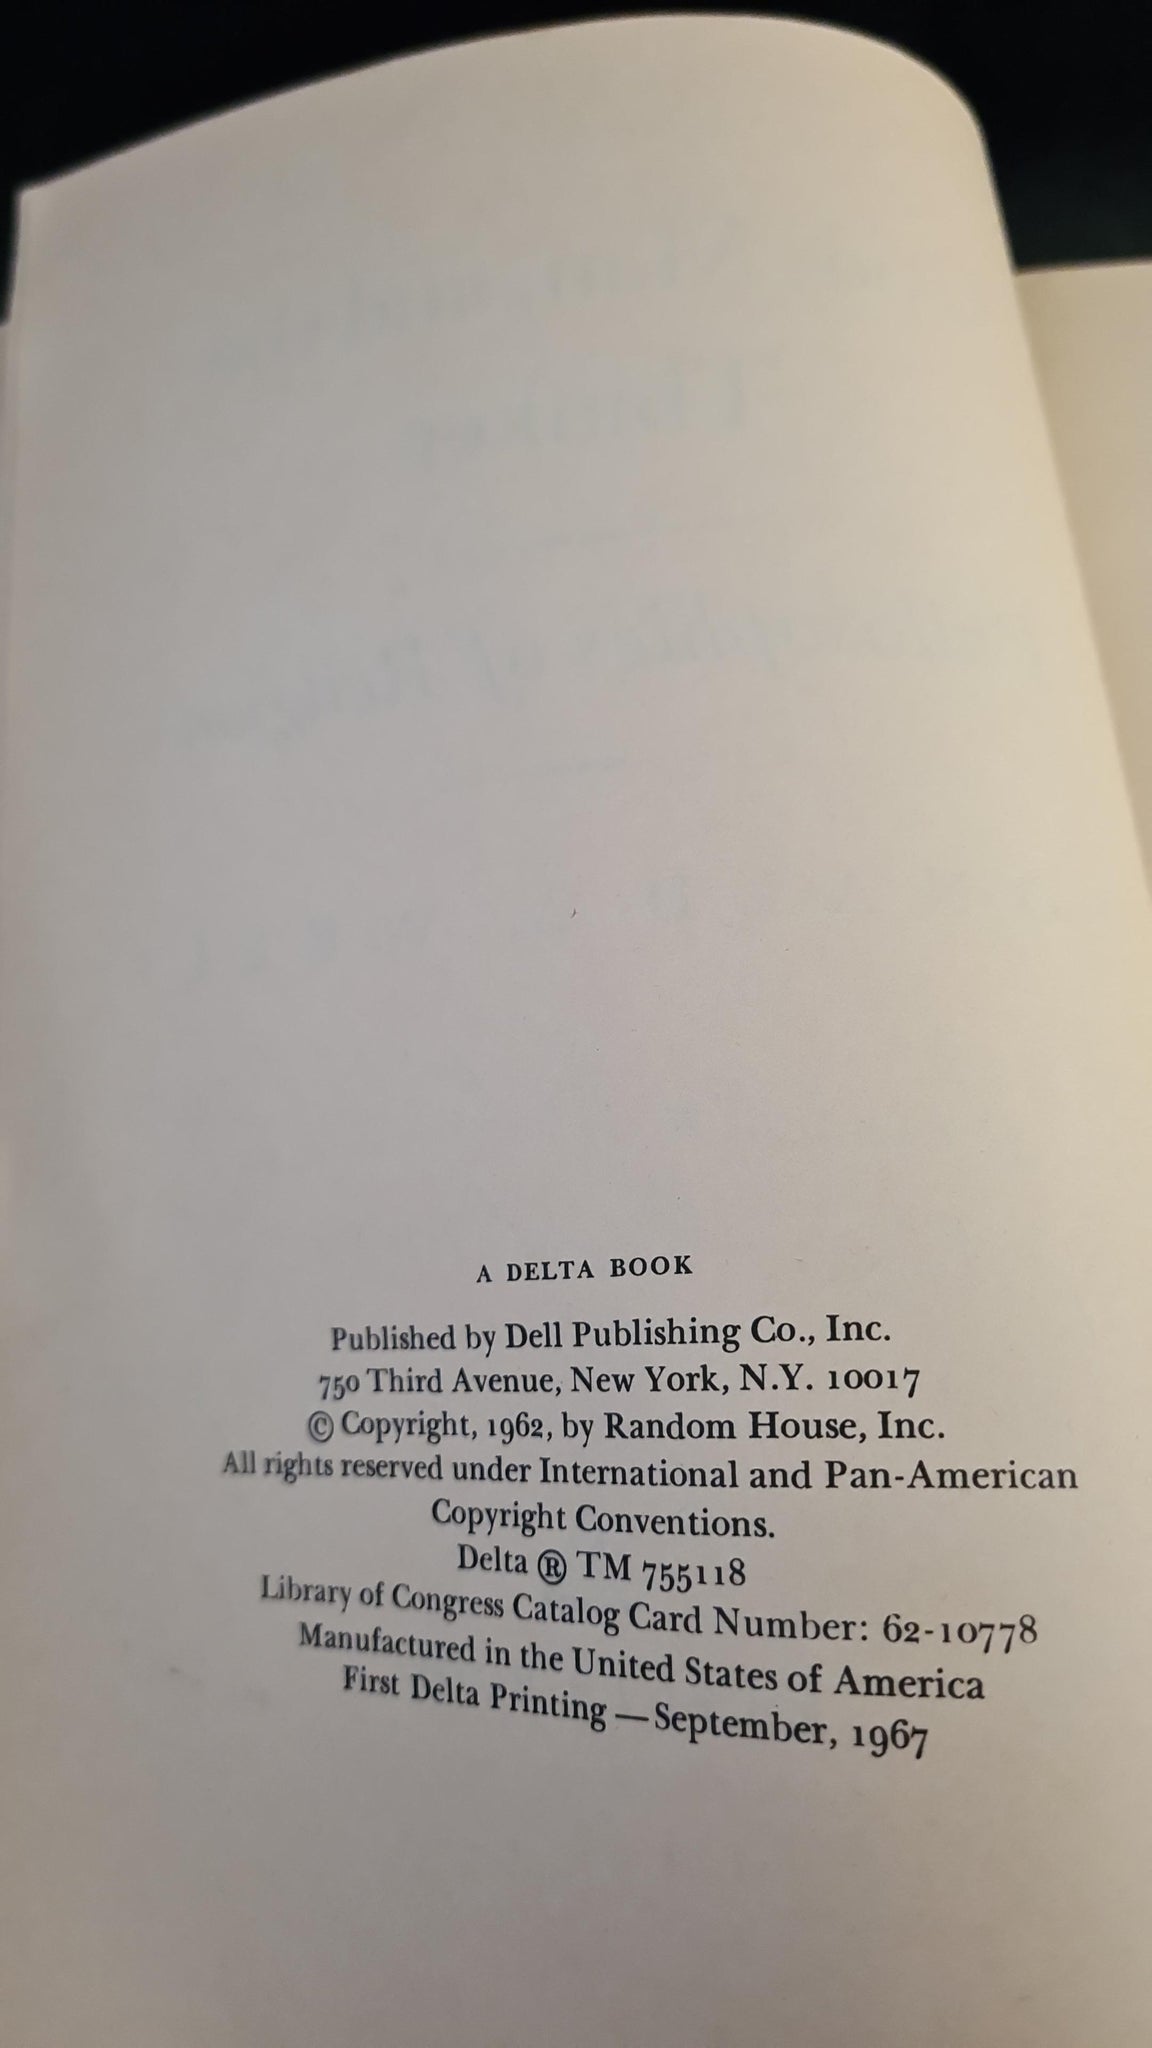 A DELTA BOOK
Published by Dell Publishing Co., Inc.
750 Third Avenue, New York, N.Y. 10017
© Copyright, 1962, by Random House, Inc.
All rights reserved under International and Pan-American
Copyright Conventions.
Delta ® TM 755118
Library of Congress Catalog Card Number: 62-10778
Manufactured in the United States of America
First Delta Printing—September, 1967